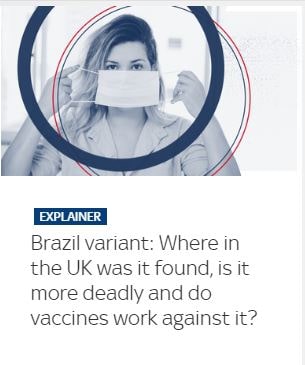 EXPLAINER
Brazil variant: Where in
the UK was it found, is it
more deadly and do
vaccines work against it?